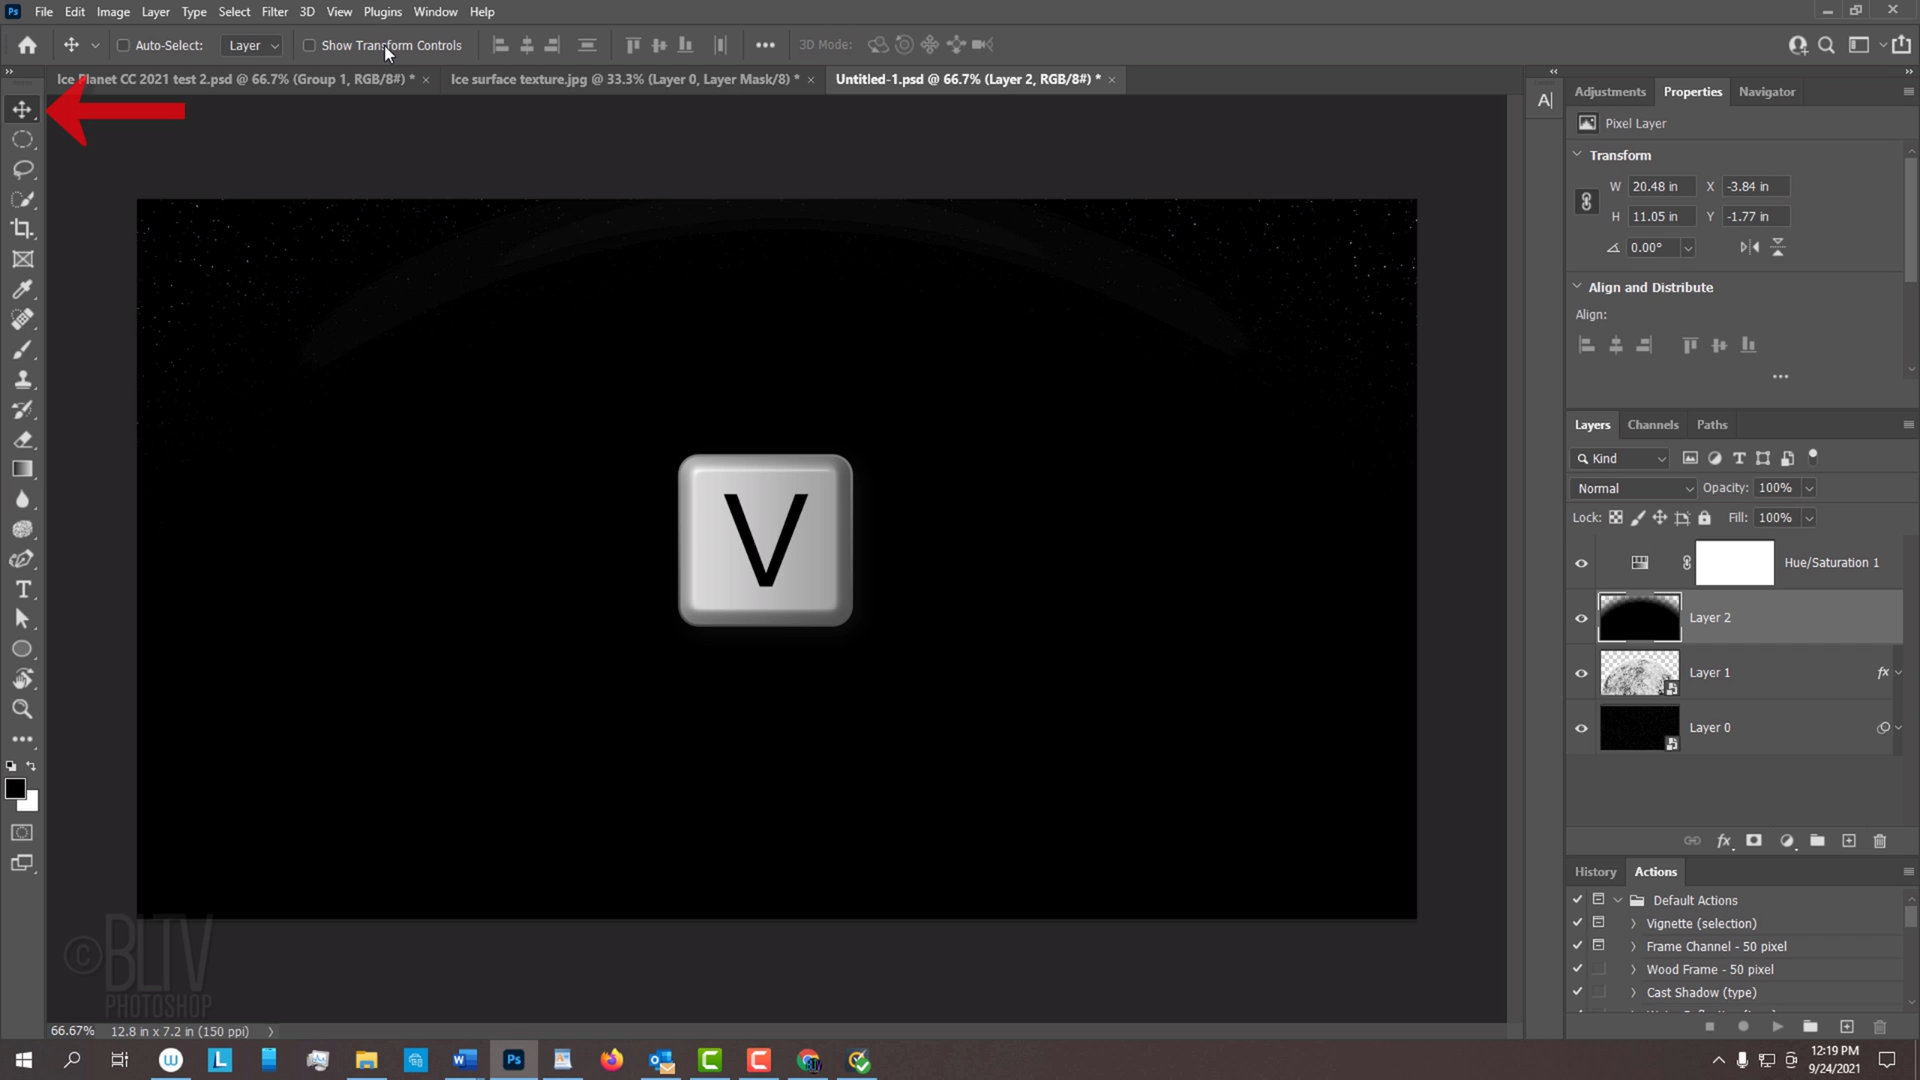 Ps File Edit Image Layer Type Select Filter 3D View Plugins Window Help
Auto-Select: Layer Show Transform Controls 3D Mode:
Ice Planet CC 2021 test 2.psd @ 66.7% (Group 1, RGB/8#) * × Ice surface texture.jpg @ 33.3% (Layer 0, Layer Mask/8) * × Untitled-1.psd @ 66.7% (Layer 2, RGB/8#) * ×
Adjustments Properties Navigator
Pixel Layer
Transform
W 20.48 in X -3.84 in
H 11.05 in Y -1.77 in
0.00°
Align and Distribute
Align:
Layers Channels Paths
Kind
Normal Opacity: 100%
Lock: Fill: 100%
Hue/Saturation 1
Layer 2
Layer 1 fx
Layer 0
fx
V
History Actions
Default Actions
Vignette (selection)
Frame Channel - 50 pixel
Wood Frame - 50 pixel
Cast Shadow (type)
©BLTV
PHOTOSHOP
66.67% 12.8 in x 7.2 in (150 ppi)
12:19 PM
9/24/2021